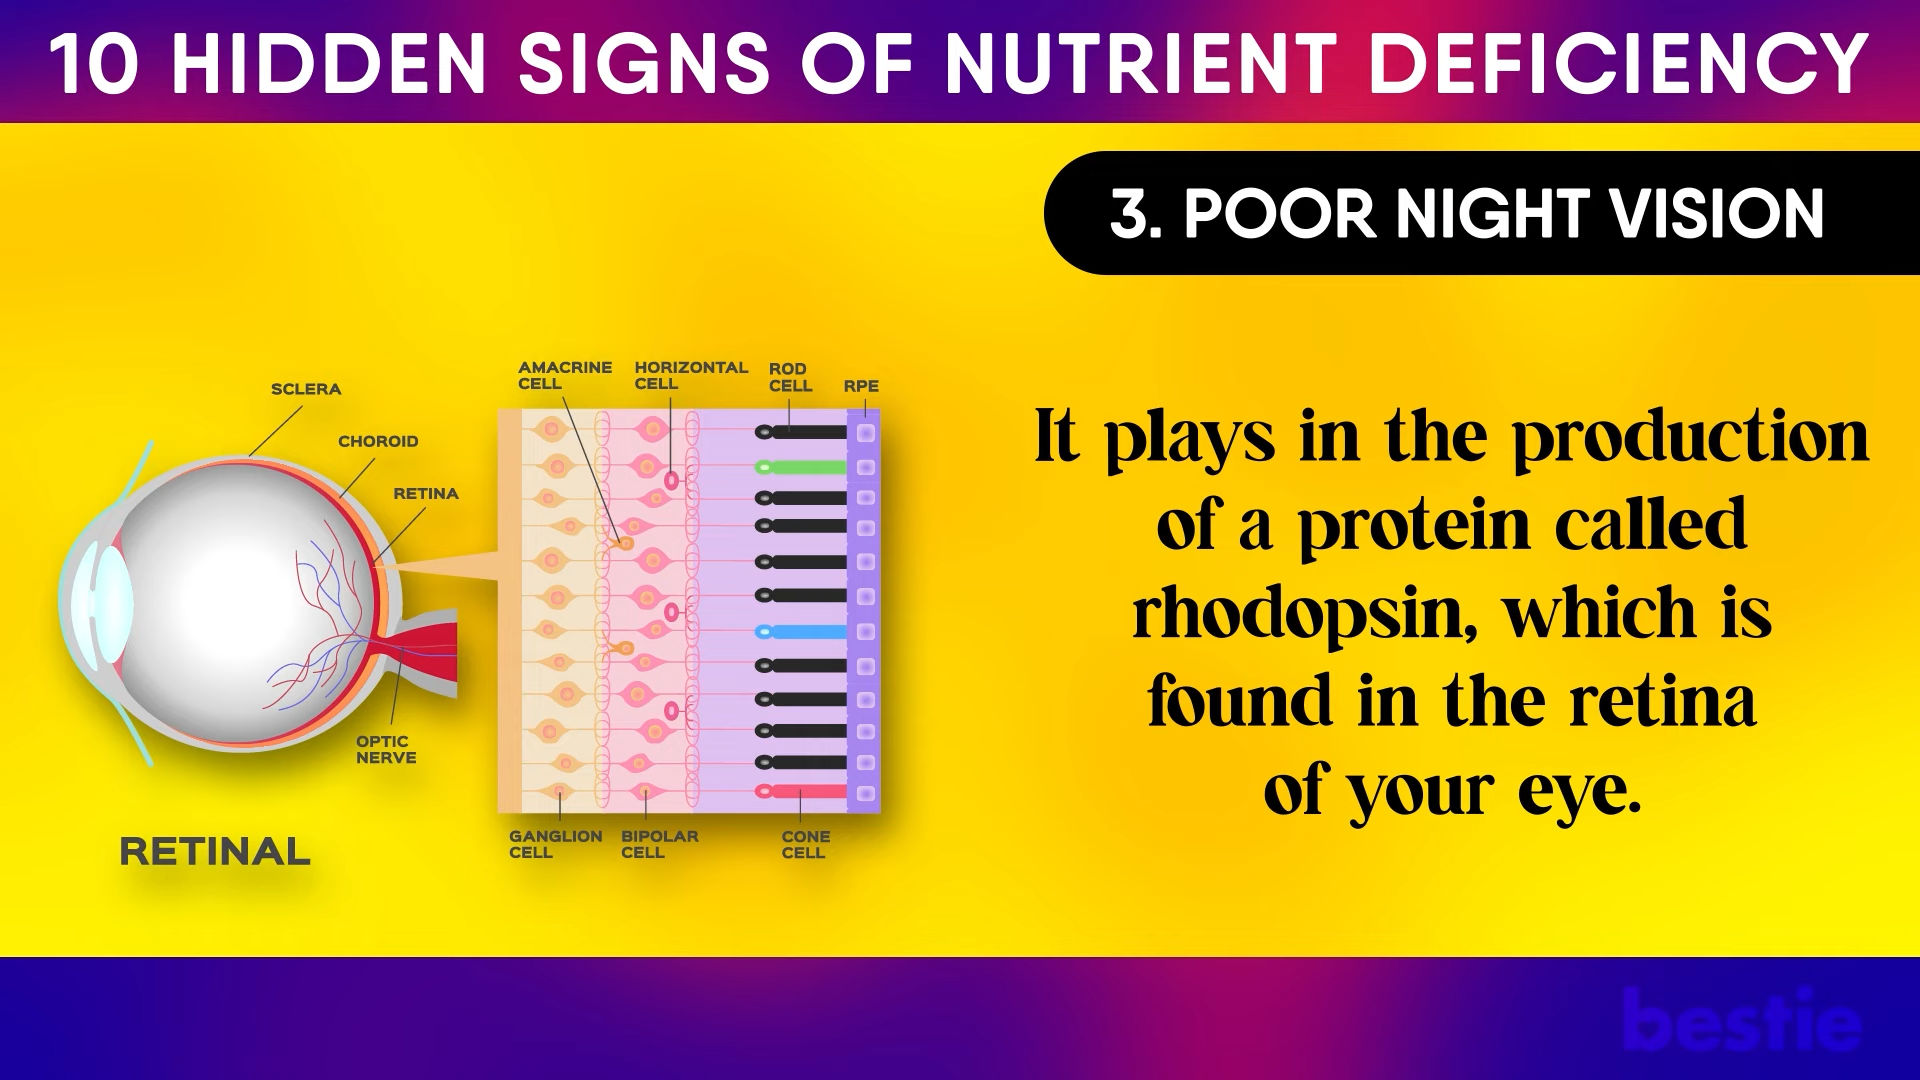 10 HIDDEN SIGNS OF NUTRIENT DEFICIENCY
3. POOR NIGHT VISION
SCLERA
CHOROID
RETINA
OPTIC
NERVE
RETINAL
AMACRINE
CELL
HORIZONTAL
CELL
ROD
CELL
RPE
GANGLION
CELL
BIPOLAR
CELL
CONE
CELL
It plays in the production
of a protein called
rhodopsin, which is
found in the retina
of your eye.
bestie